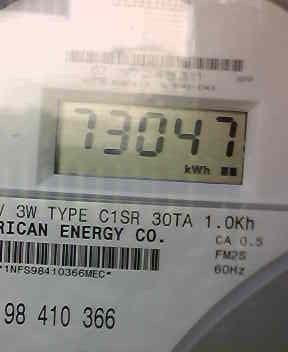 73047
kWh
V 3W TYPE C1SR 30TA 1.0Kh
RICAN ENERGY CO.
CA 0.5
FM2S
60Hz
*1NFS98410366MEC*
98 410 366